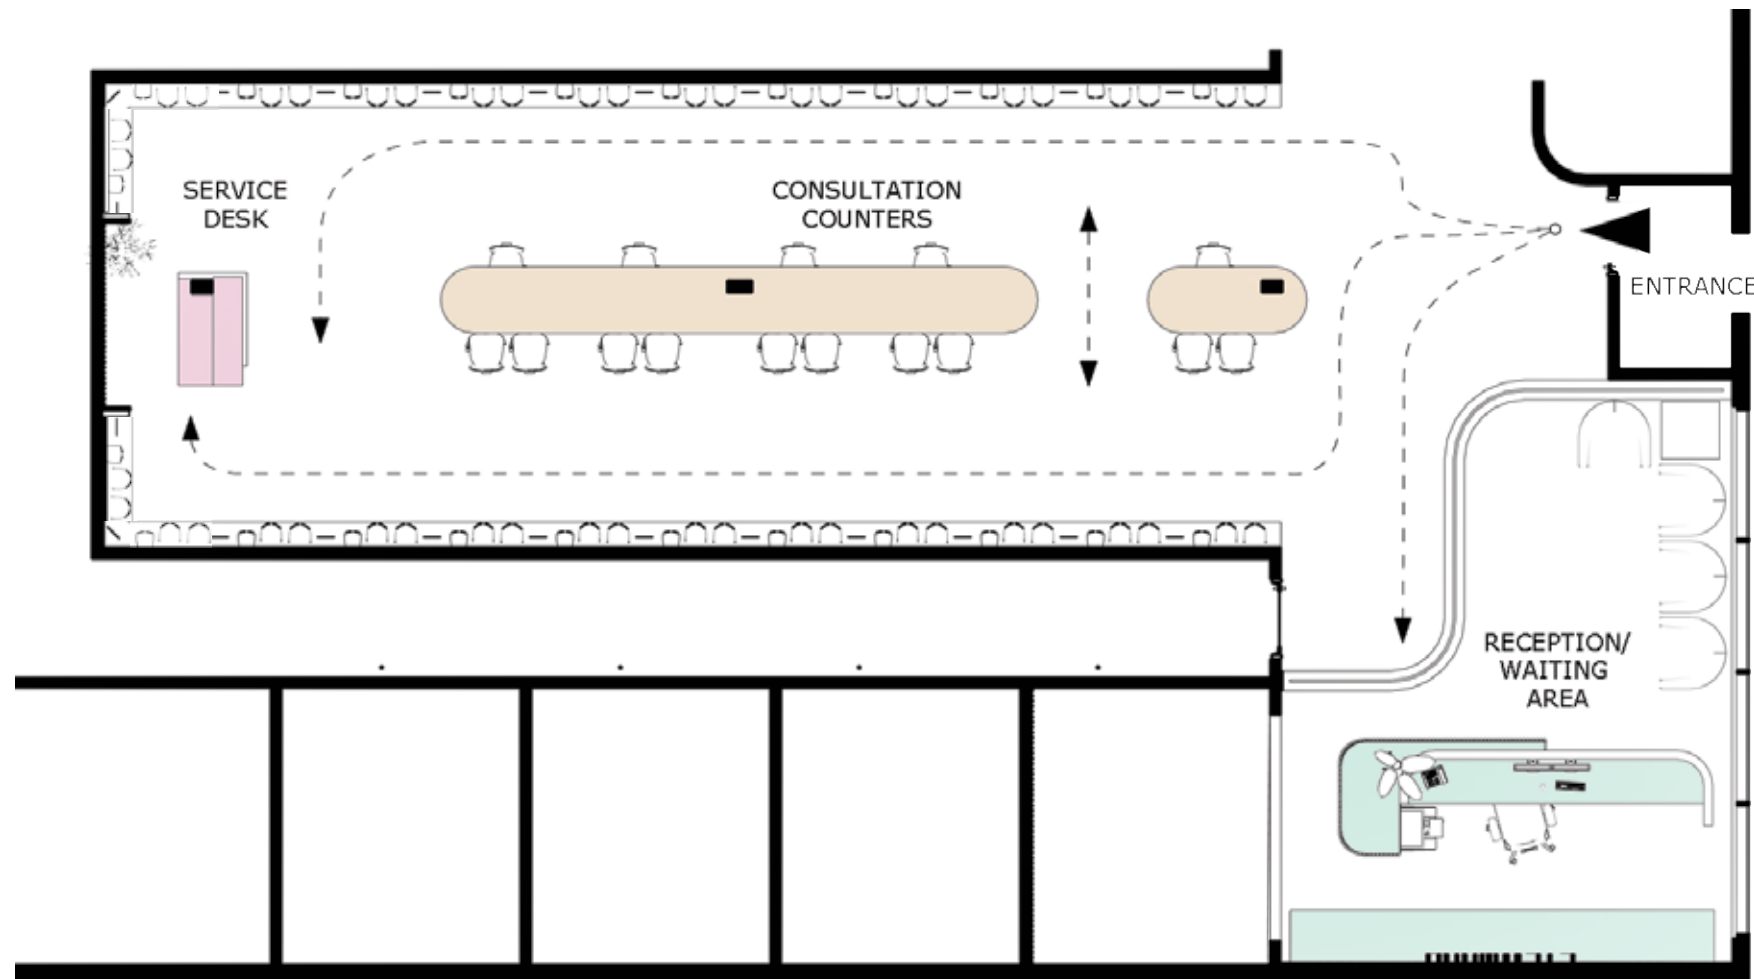 SERVICE
DESK
CONSULTATION
COUNTERS
ENTRANCE
RECEPTION/
WAITING
AREA